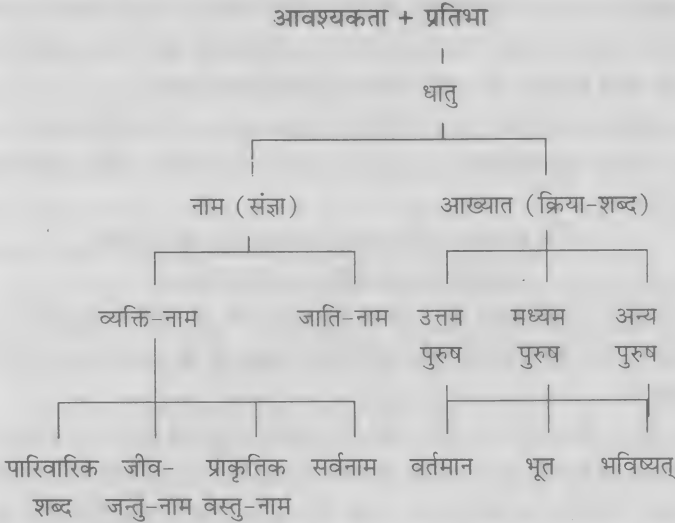 आवश्यकता + प्रतिभा
धातु
नाम (संज्ञा) आख्यात (क्रिया-शब्द)
व्यक्ति-नाम जाति-नाम उत्तम मध्यम अन्य
पुरुष पुरुष पुरुष
पारिवारिक जीव- प्राकृतिक सर्वनाम वर्तमान भूत भविष्यत्
शब्द जन्तु-नाम वस्तु-नाम